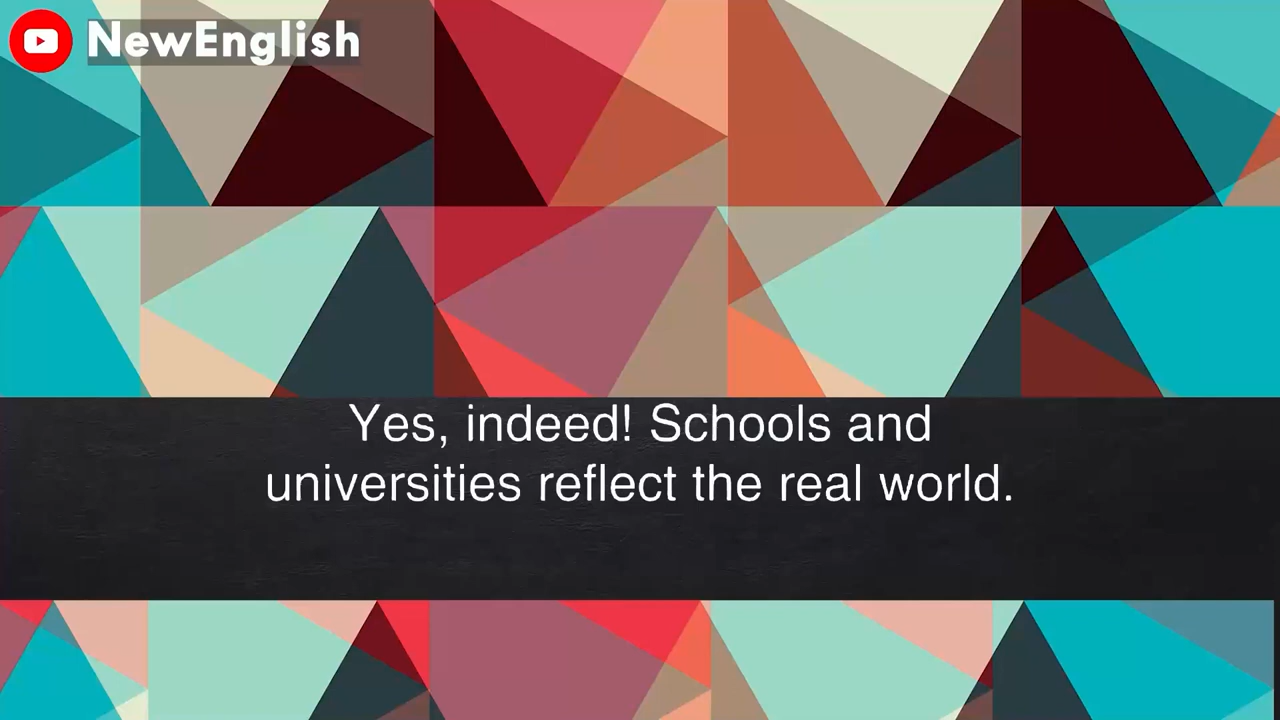 NewEnglish
Yes, indeed! Schools and
universities reflect the real world.